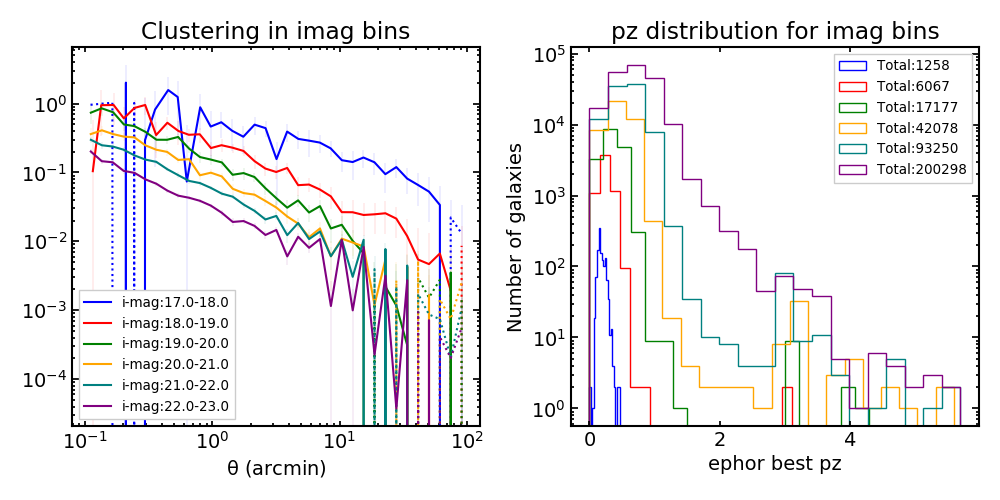 Clustering in imag bins
10^0
10^-1
10^-2
10^-3
10^-4
i-mag:17.0-18.0
i-mag:18.0-19.0
i-mag:19.0-20.0
i-mag:20.0-21.0
i-mag:21.0-22.0
i-mag:22.0-23.0
10^-1 10^0 10^1 10^2
θ (arcmin)
pz distribution for imag bins
Number of galaxies
10^5
10^4
10^3
10^2
10^1
10^0
Total:1258
Total:6067
Total:17177
Total:42078
Total:93250
Total:200298
0 2 4
ephor best pz